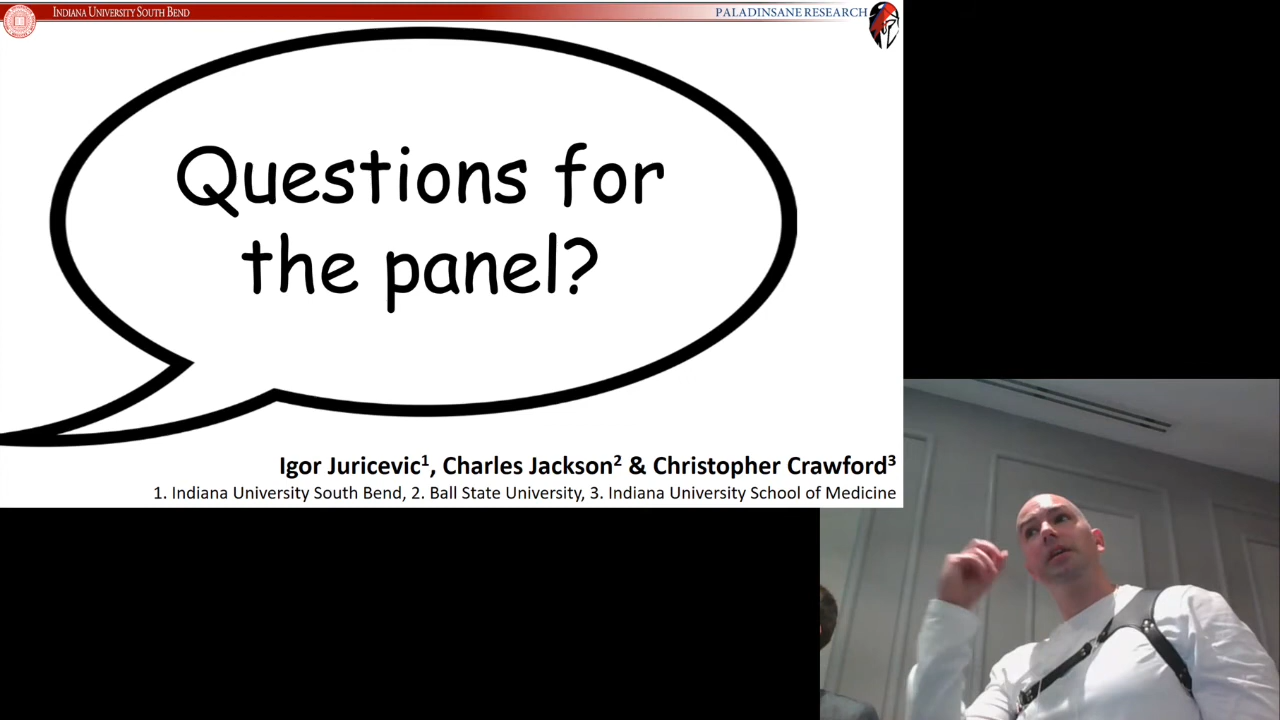 INDIANA UNIVERSITY SOUTH BEND
PALADINSANE RESEARCH
Questions for
the panel?
Igor Juricevic¹, Charles Jackson² & Christopher Crawford³
1. Indiana University South Bend, 2. Ball State University, 3. Indiana University School of Medicine